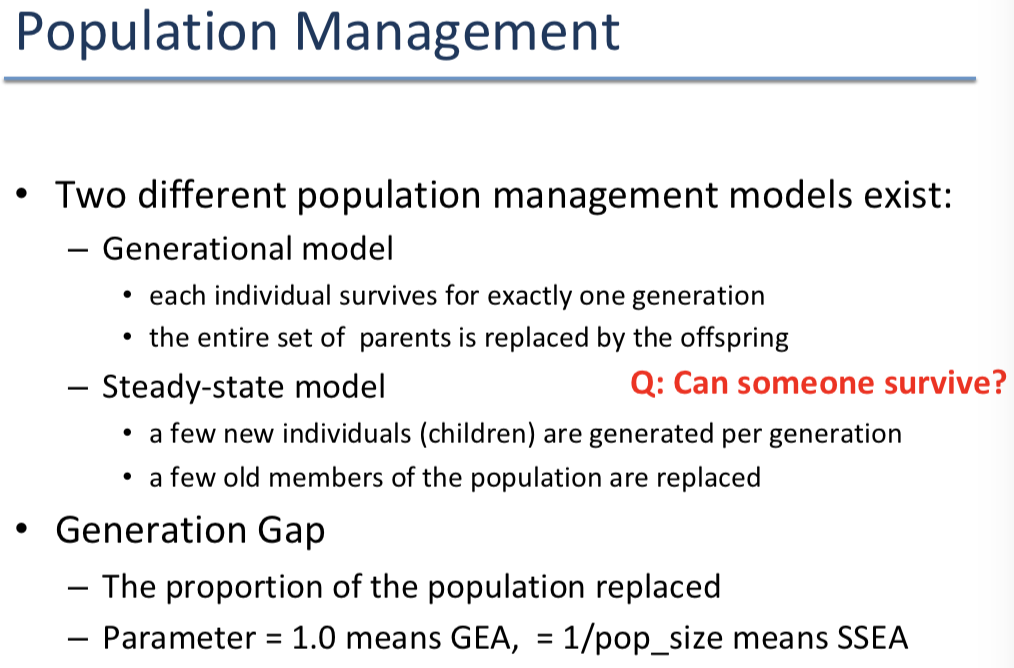 Population Management
• Two different population management models exist:
– Generational model
• each individual survives for exactly one generation
• the entire set of parents is replaced by the offspring
– Steady-state model
Q: Can someone survive?
• a few new individuals (children) are generated per generation
• a few old members of the population are replaced
• Generation Gap
– The proportion of the population replaced
– Parameter = 1.0 means GEA, = 1/pop_size means SSEA